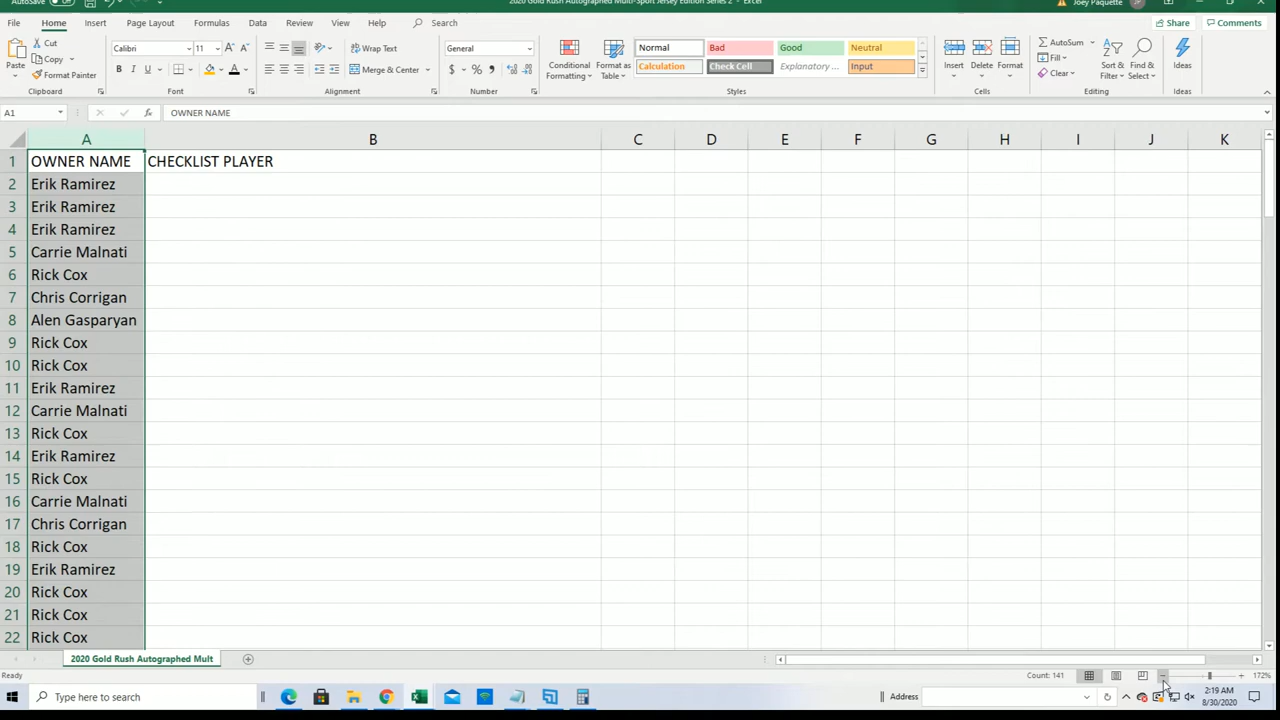 AutoSave
2020 Gold Rush Autographed Multi-Sport Jersey Edition Series 2 - Excel
Joey Paquette
File Home Insert Page Layout Formulas Data Review View Help Search
Share Comments
Paste
Cut
Copy
Format Painter
Clipboard
Calibri 11
B I U
Font
Wrap Text
Merge & Center
Alignment
General
$ % ,
Number
Conditional Formatting
Format as Table
Normal Bad Good Neutral
Calculation Check Cell Explanatory ... Input
Styles
Insert Delete Format
Cells
AutoSum
Fill
Clear
Sort & Filter
Find & Select
Editing
Ideas
Ideas
A1 fx OWNER NAME
A B C D E F G H I J K
1 OWNER NAME CHECKLIST PLAYER
2 Erik Ramirez
3 Erik Ramirez
4 Erik Ramirez
5 Carrie Malnati
6 Rick Cox
7 Chris Corrigan
8 Alen Gasparyan
9 Rick Cox
10 Rick Cox
11 Erik Ramirez
12 Carrie Malnati
13 Rick Cox
14 Erik Ramirez
15 Rick Cox
16 Carrie Malnati
17 Chris Corrigan
18 Rick Cox
19 Erik Ramirez
20 Rick Cox
21 Rick Cox
22 Rick Cox
2020 Gold Rush Autographed Mult
Ready
Count: 141
172%
Type here to search
Address
2:19 AM
8/30/2020